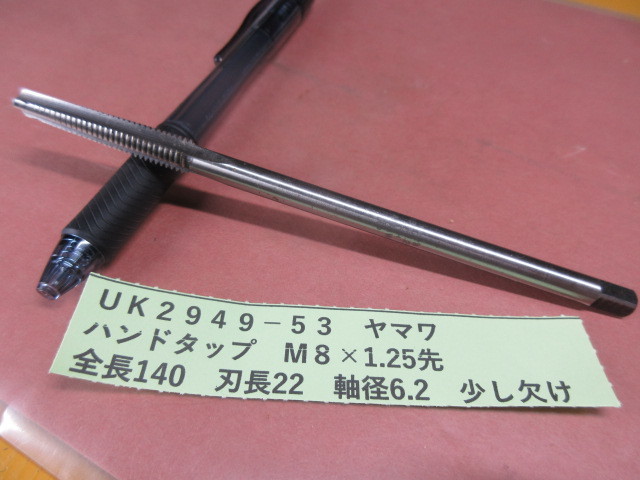 UK2949-53 ヤマワ
ハンドタップ M8×1.25先
全長140 刃長22 軸径6.2 少し欠け